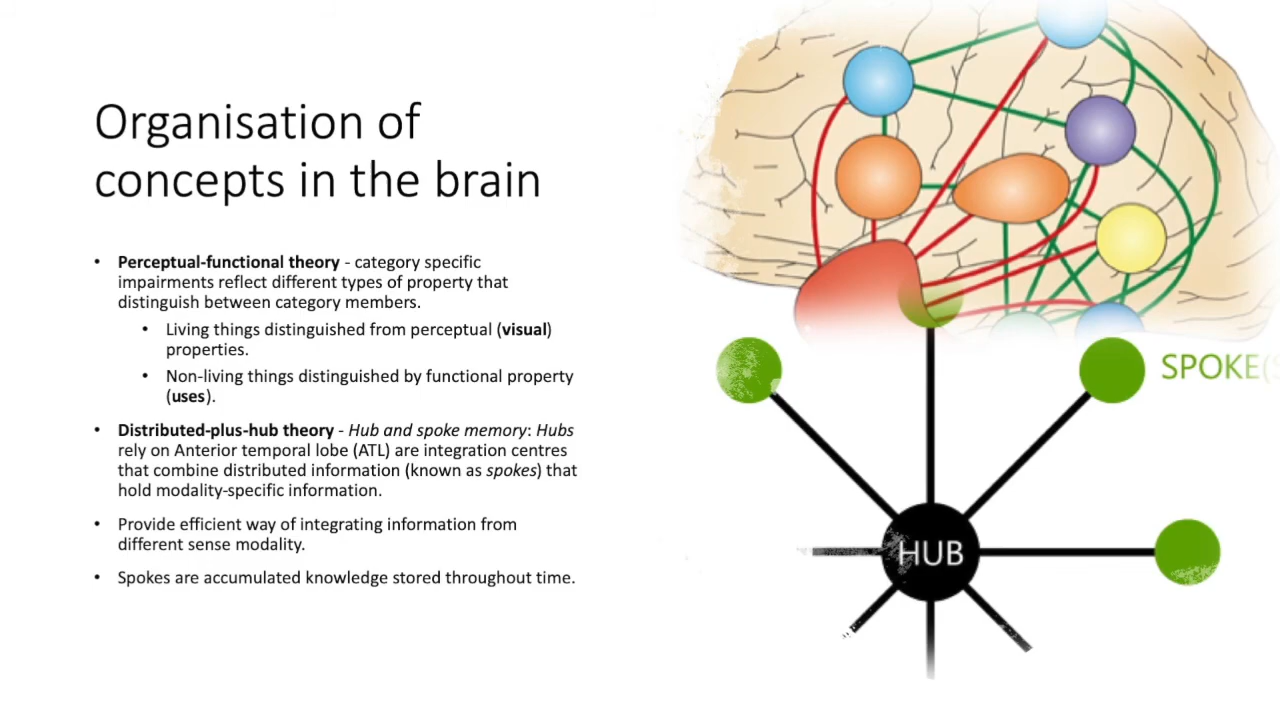 Organisation of
concepts in the brain
• Perceptual-functional theory - category specific
impairments reflect different types of property that
distinguish between category members.
• Living things distinguished from perceptual (visual)
properties.
• Non-living things distinguished by functional property
(uses).
• Distributed-plus-hub theory - Hub and spoke memory: Hubs
rely on Anterior temporal lobe (ATL) are integration centres
that combine distributed information (known as spokes) that
hold modality-specific information.
• Provide efficient way of integrating information from
different sense modality.
• Spokes are accumulated knowledge stored throughout time.
SPOKE(S
HUB